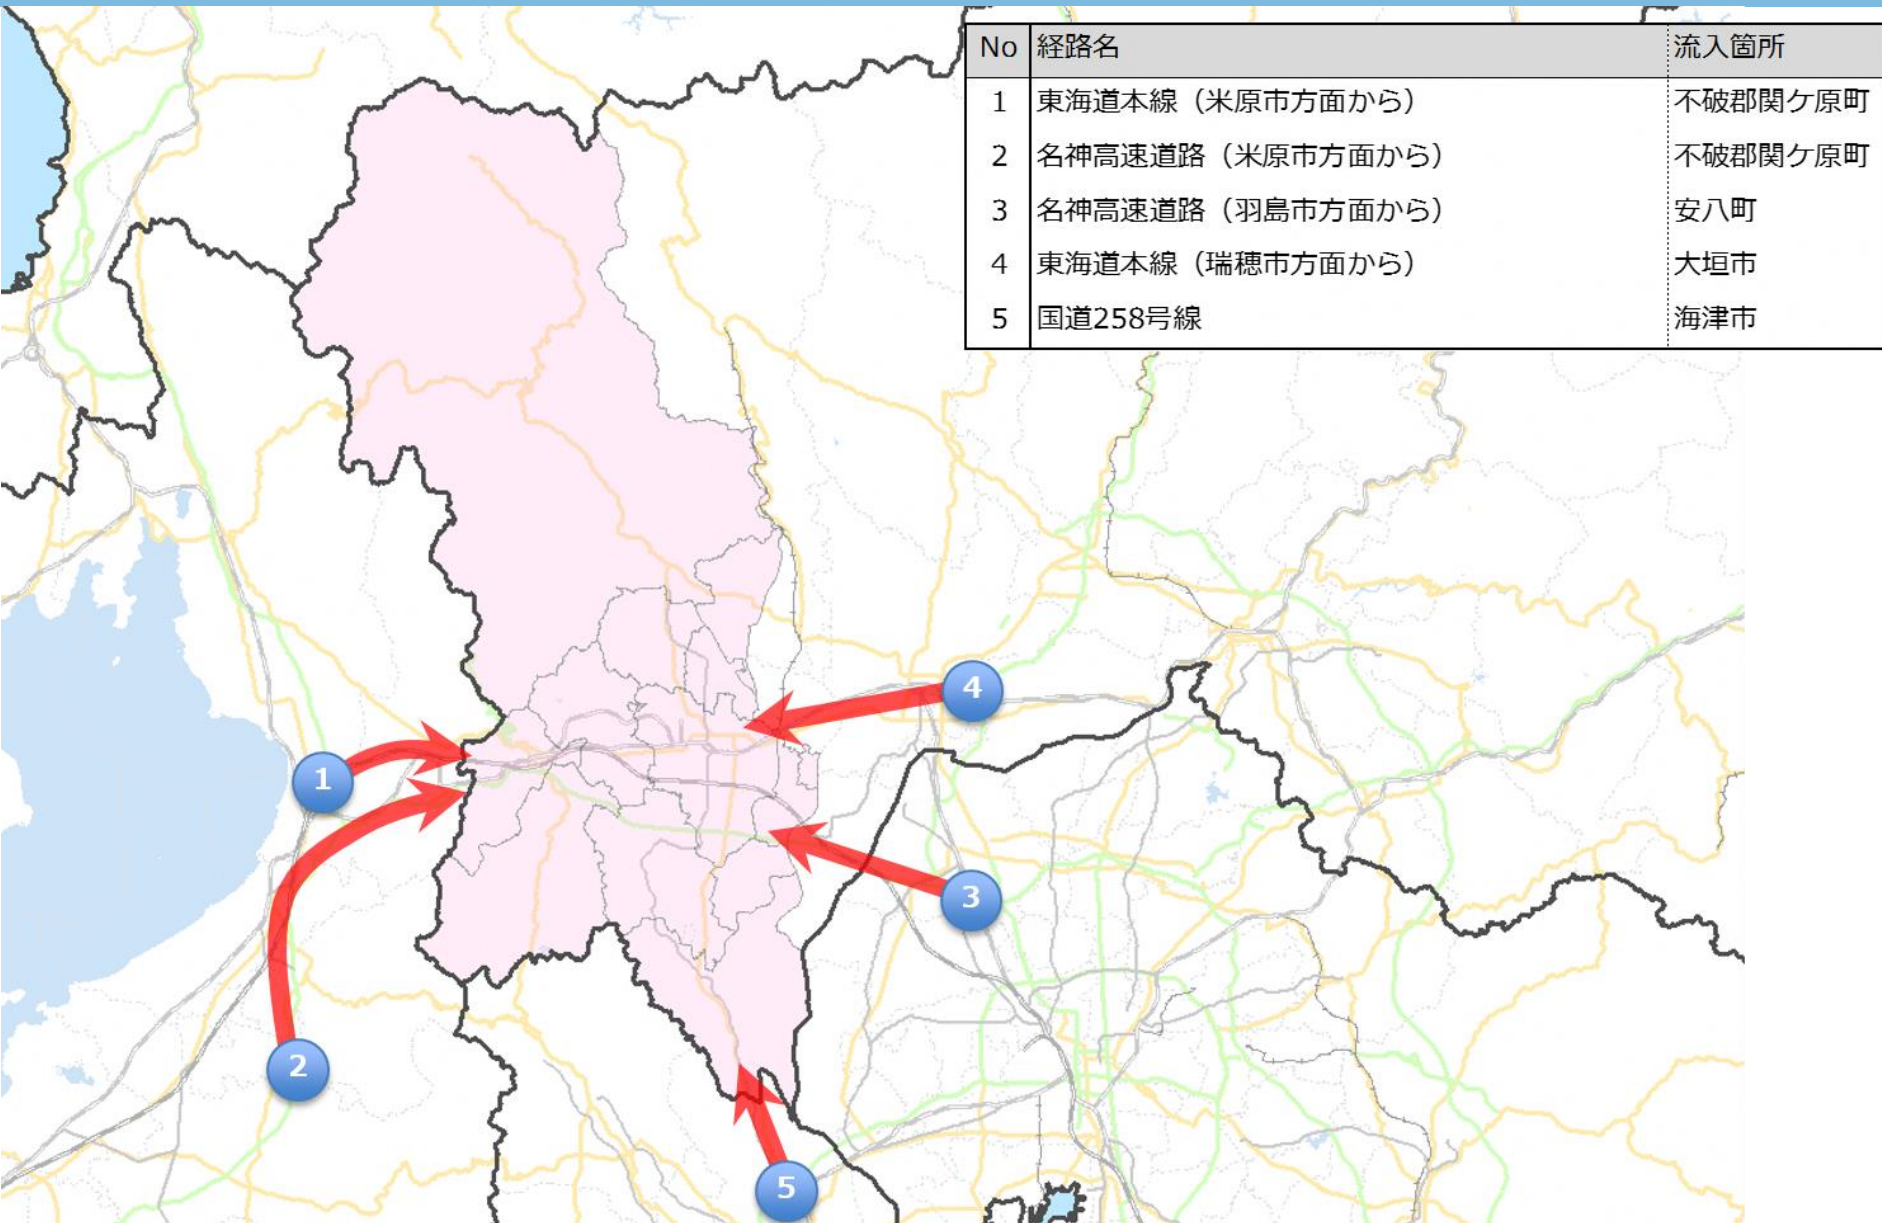 No 経路名 流入箇所
1 東海道本線（米原市方面から） 不破郡関ケ原町
2 名神高速道路（米原市方面から） 不破郡関ケ原町
3 名神高速道路（羽島市方面から） 安八町
4 東海道本線（瑞穂市方面から） 大垣市
5 国道258号線 海津市
4
1
3
2
5